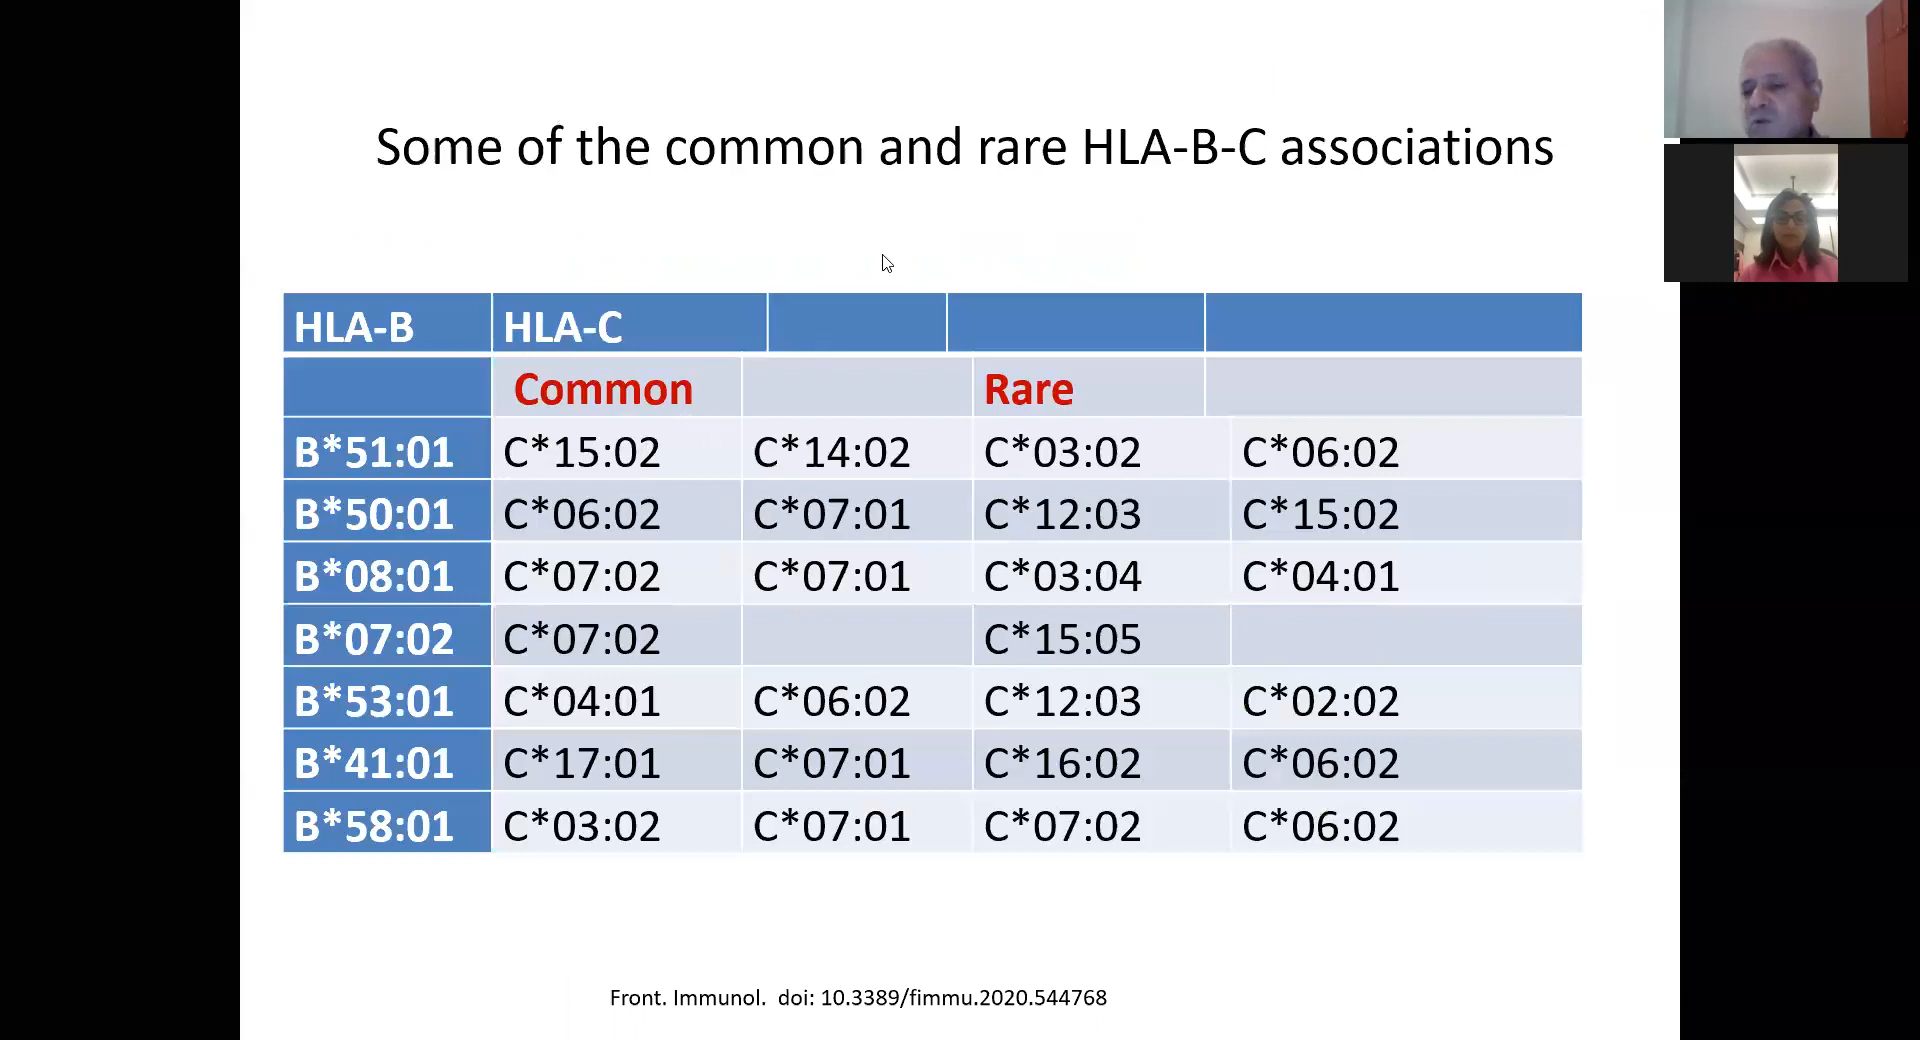 Some of the common and rare HLA-B-C associations
HLA-B HLA-C
Common Rare
B*51:01 C*15:02 C*14:02 C*03:02 C*06:02
B*50:01 C*06:02 C*07:01 C*12:03 C*15:02
B*08:01 C*07:02 C*07:01 C*03:04 C*04:01
B*07:02 C*07:02 C*15:05
B*53:01 C*04:01 C*06:02 C*12:03 C*02:02
B*41:01 C*17:01 C*07:01 C*16:02 C*06:02
B*58:01 C*03:02 C*07:01 C*07:02 C*06:02
Front. Immunol. doi: 10.3389/fimmu.2020.544768